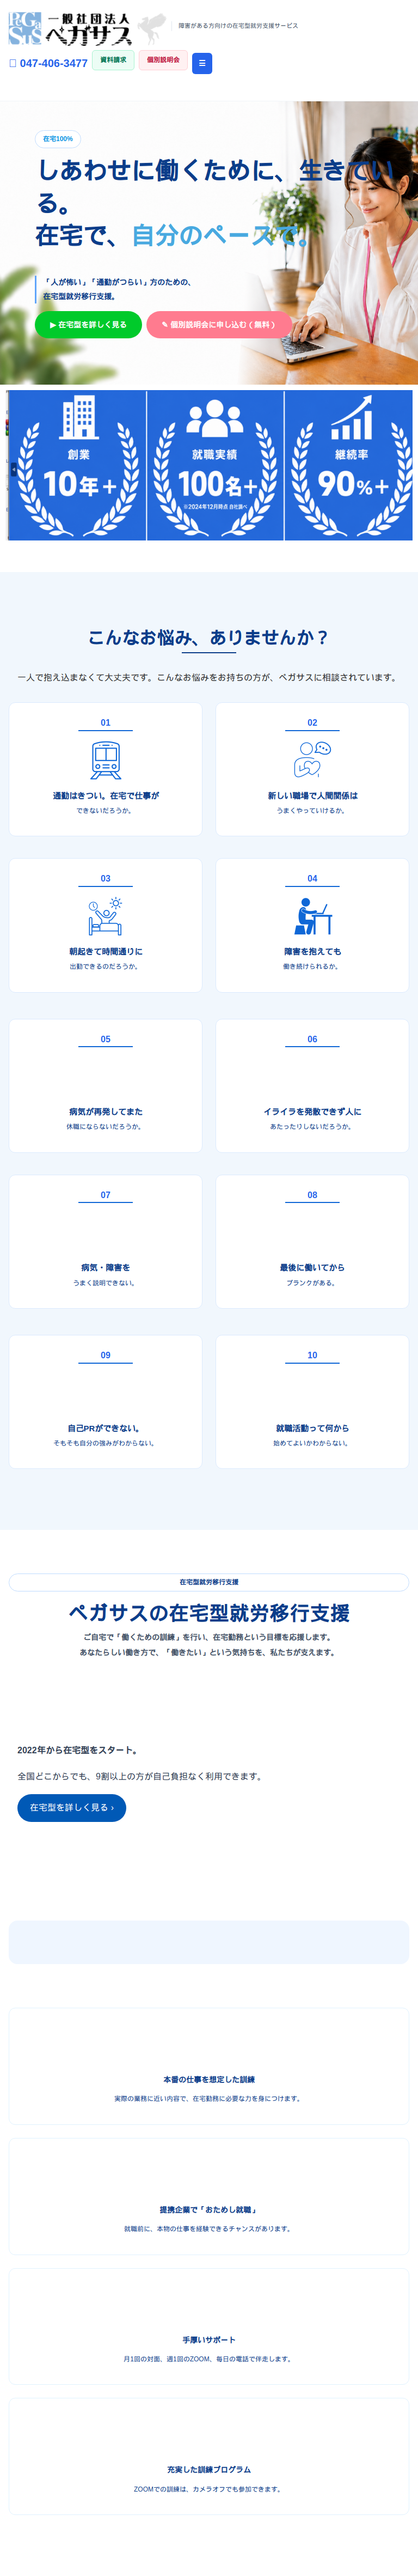 一般社団法人
ペガサス
障害がある方向けの在宅型就労支援サービス
047-406-3477
資料請求
個別説明会
☰
在宅100%
しあわせに働くために、生きてい
る。
在宅で、自分のペースで。
「人が怖い」「通勤がつらい」方のための、
在宅型就労移行支援。
▶ 在宅型を詳しく見る
✎ 個別説明会に申し込む（無料）
創業
10年+
就職実績
100名+
※2024年12月時点 自社調べ
継続率
90%+
こんなお悩み、ありませんか？
一人で抱え込まなくて大丈夫です。こんなお悩みをお持ちの方が、ペガサスに相談されています。
01
通勤はきつい。在宅で仕事が
できないだろうか。
02
新しい職場で人間関係は
うまくやっていけるか。
03
朝起きて時間通りに
出勤できるのだろうか。
04
障害を抱えても
働き続けられるか。
05
病気が再発してまた
休職にならないだろうか。
06
イライラを発散できず人に
あたったりしないだろうか。
07
病気・障害を
うまく説明できない。
08
最後に働いてから
ブランクがある。
09
自己PRができない。
そもそも自分の強みがわからない。
10
就職活動って何から
始めてよいかわからない。
在宅型就労移行支援
ペガサスの在宅型就労移行支援
ご自宅で「働くための訓練」を行い、在宅勤務という目標を応援します。
あなたらしい働き方で、「働きたい」という気持ちを、私たちが支えます。
2022年から在宅型をスタート。
全国どこからでも、9割以上の方が自己負担なく利用できます。
在宅型を詳しく見る ›
本番の仕事を想定した訓練
実際の業務に近い内容で、在宅勤務に必要な力を身につけます。
提携企業で「おためし就職」
就職前に、本物の仕事を経験できるチャンスがあります。
手厚いサポート
月1回の対面、週1回のZOOM、毎日の電話で伴走します。
充実した訓練プログラム
ZOOMでの訓練は、カメラオフでも参加できます。